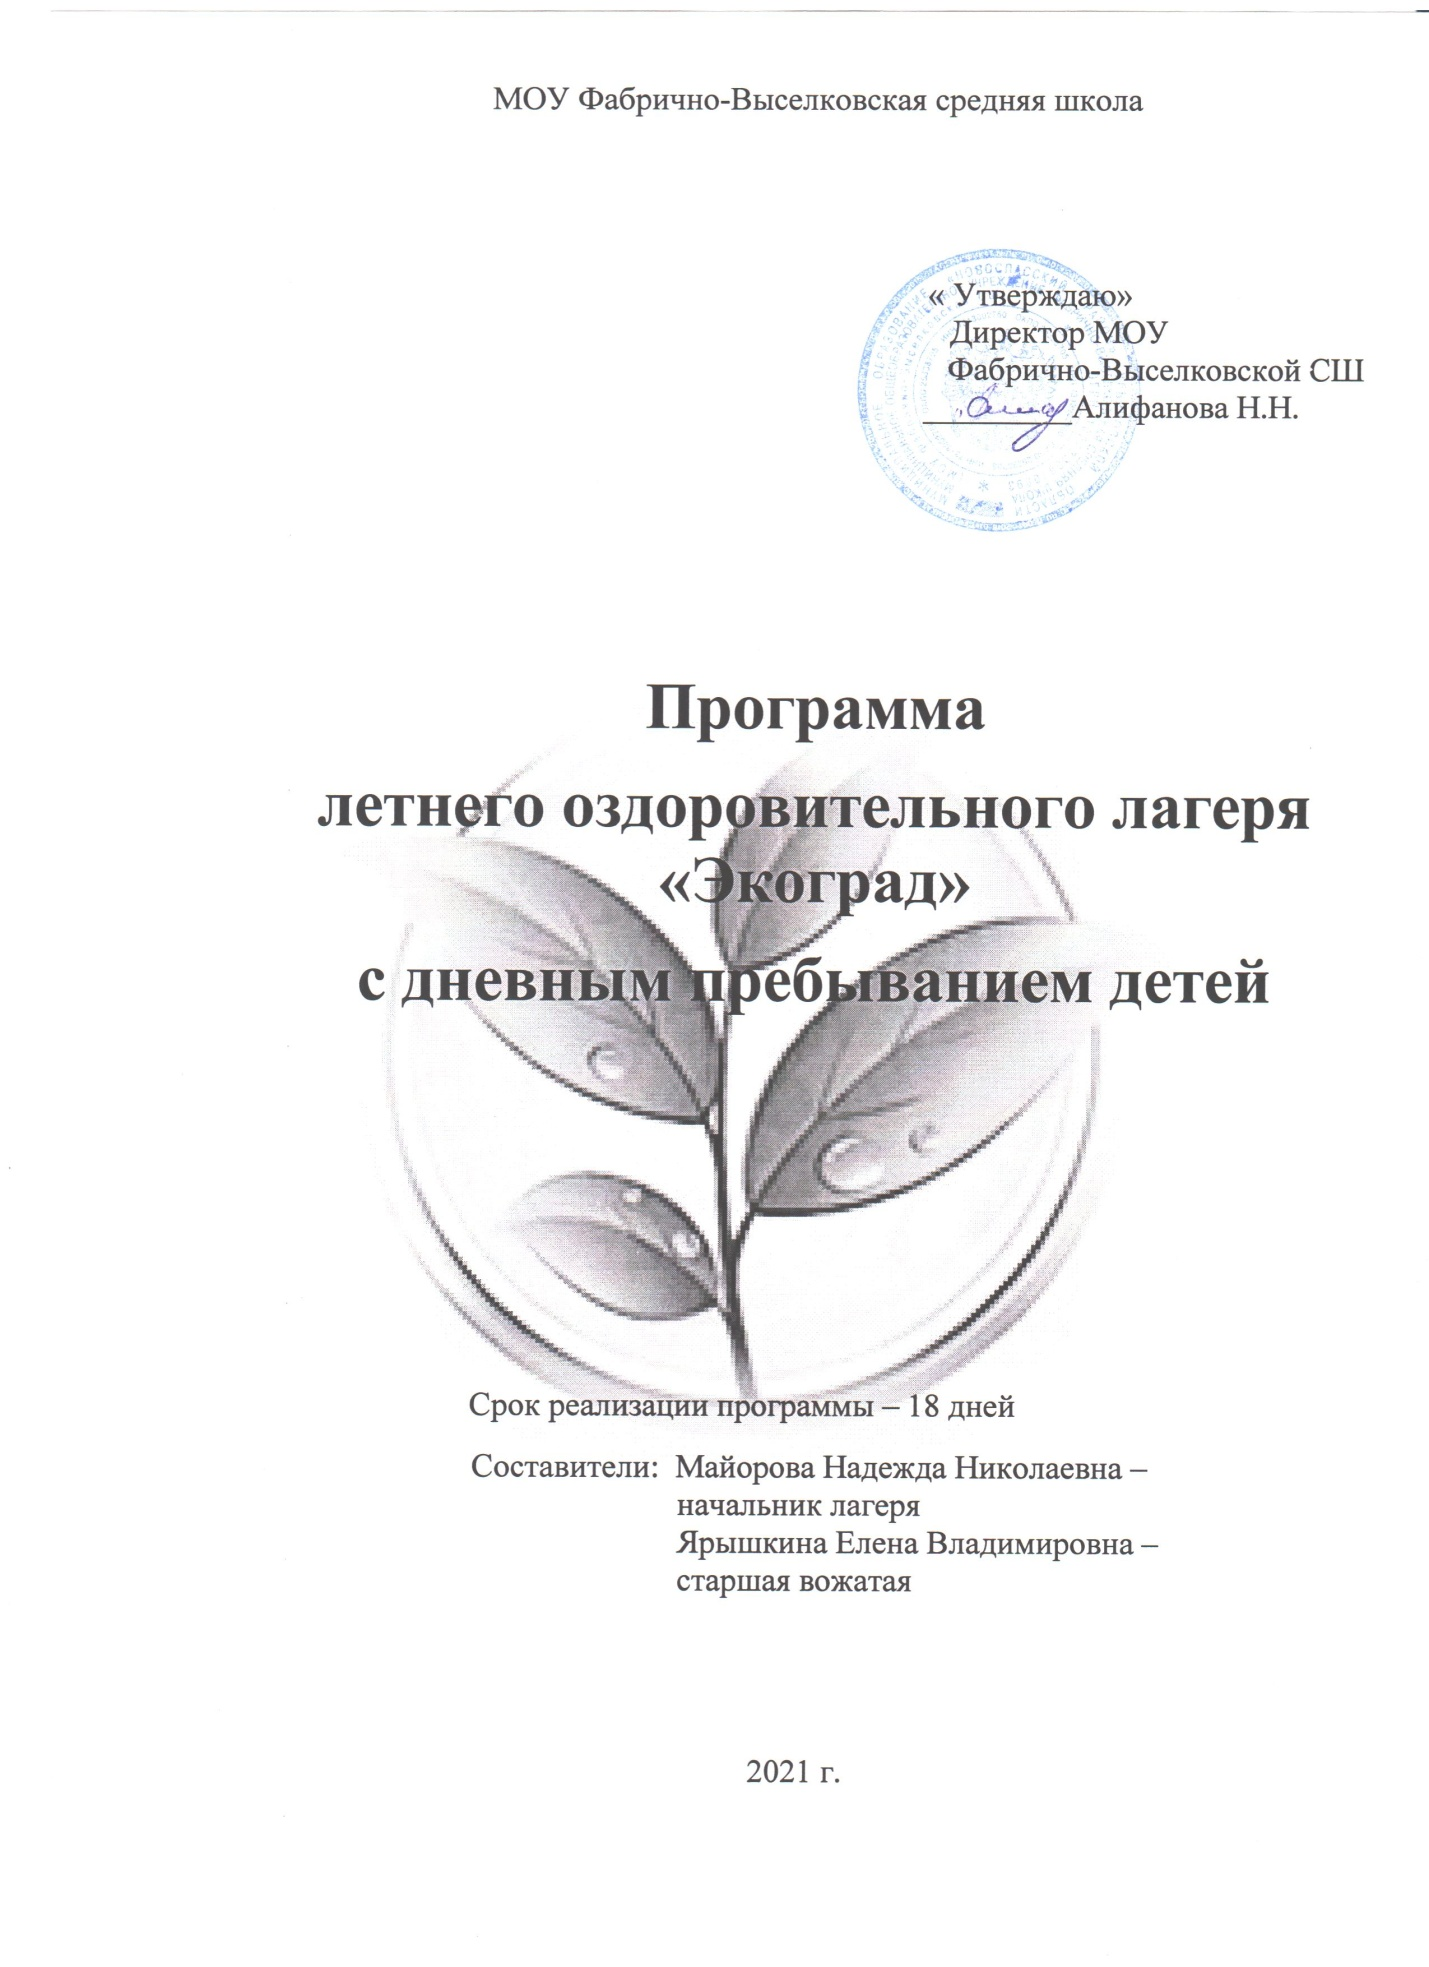 МОУ Фабрично-Выселковская средняя школа
« Утверждаю»
Директор МОУ
Фабрично-Выселковской СШ
_________Алифанова Н.Н.
Программа
летнего оздоровительного лагеря
«Экоград»
с дневным пребыванием детей
Срок реализации программы – 18 дней
Составители: Майорова Надежда Николаевна –
начальник лагеря
Ярышкина Елена Владимировна –
старшая вожатая
2021 г.